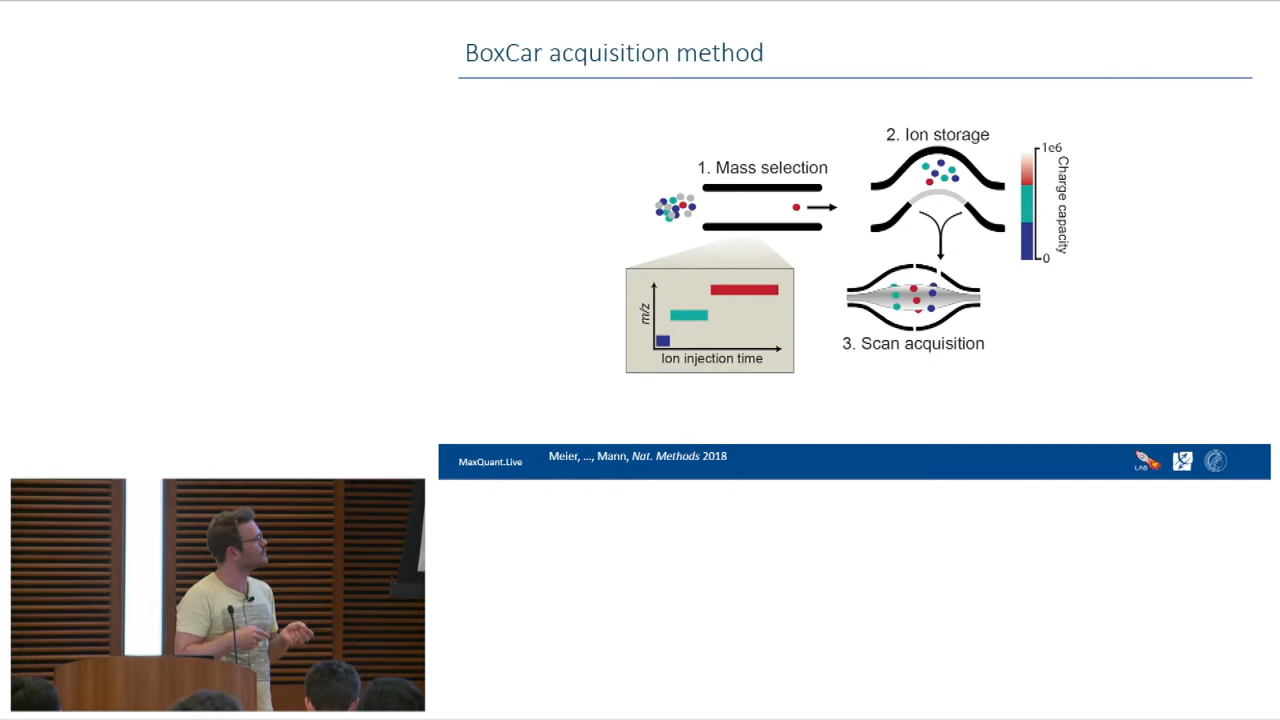 BoxCar acquisition method
1. Mass selection
2. Ion storage
1e6
Charge capacity
0
m/z
Ion injection time
3. Scan acquisition
MaxQuant.Live
Meier, ..., Mann, Nat. Methods 2018
LAB